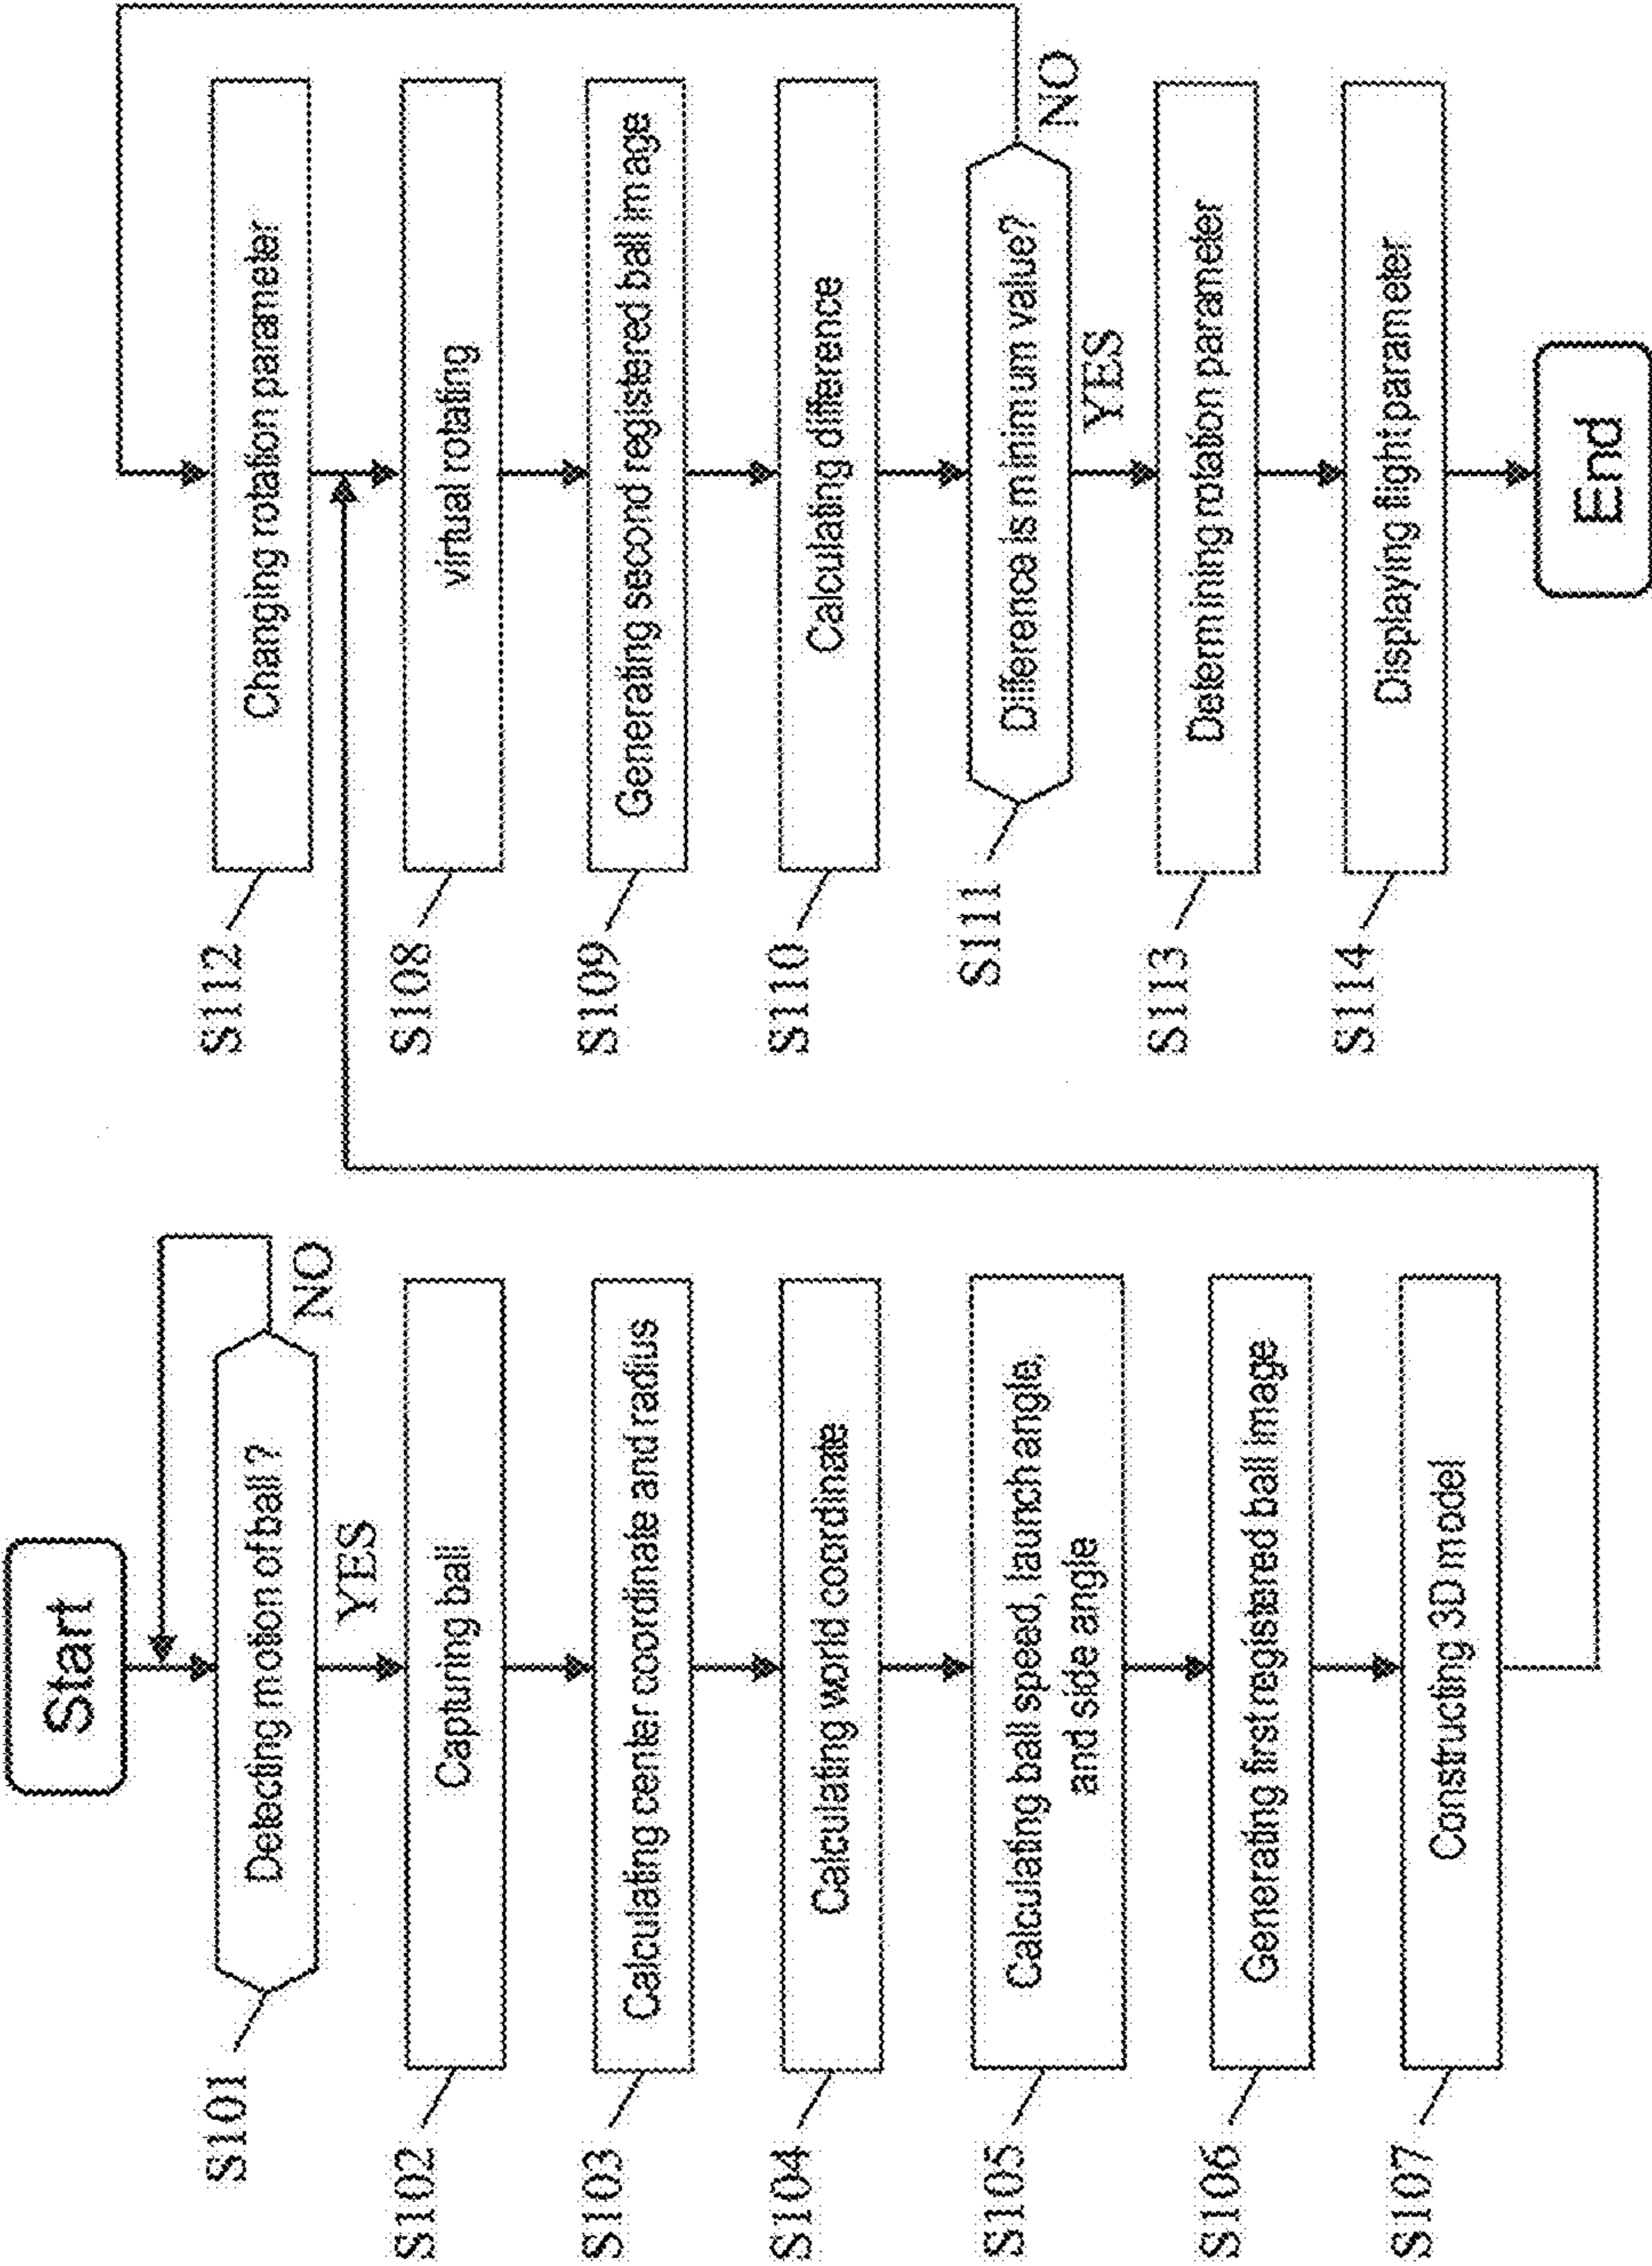 Start
S101
Detecting motion of ball ?
NO
YES
S102
Capturing ball
S103
Calculating center coordinate and radius
S104
Calculating world coordinate
S105
Calculating ball speed, launch angle,
and side angle
S106
Generating first registered ball image
S107
Constructing 3D model
S112
Changing rotation parameter
S108
virtual rotating
S109
Generating second registered ball image
S110
Calculating difference
S111
Difference is minimum value?
NO
YES
S113
Determining rotation parameter
S114
Displaying flight parameter
End